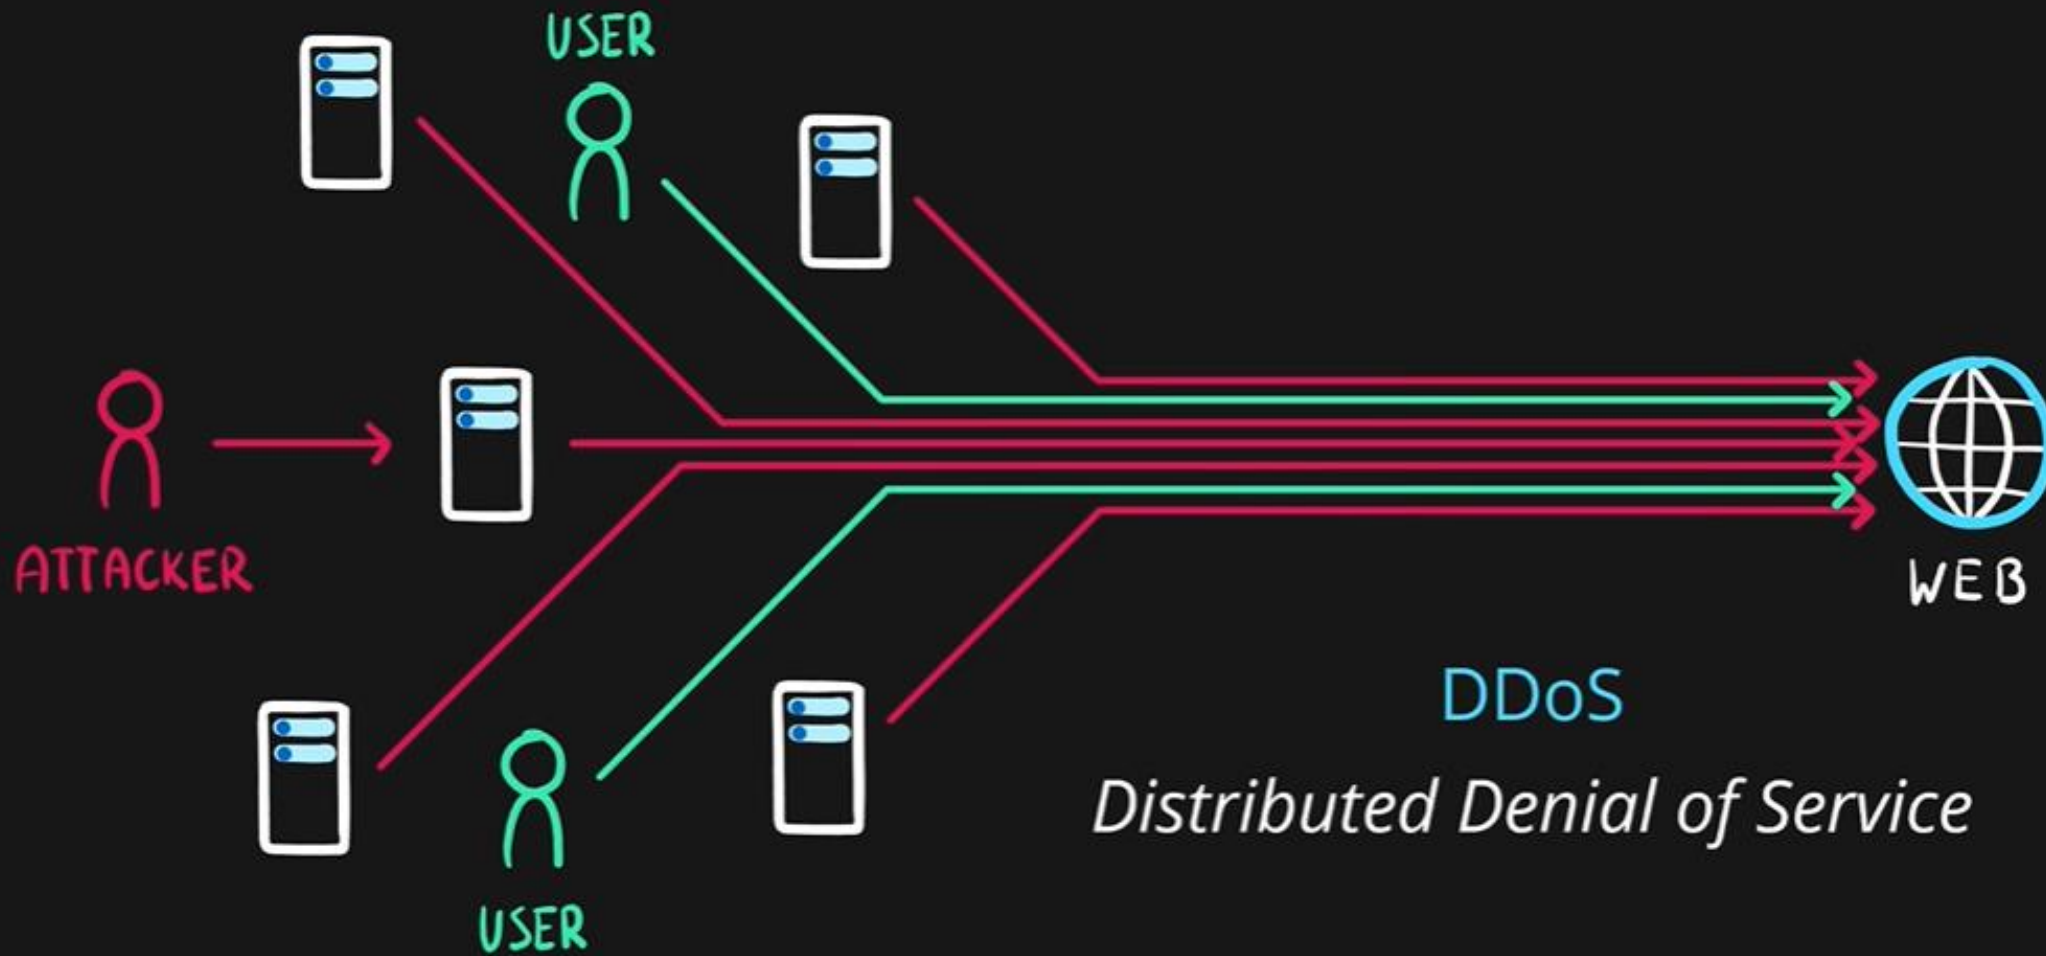 USER
ATTACKER
WEB
DDoS
Distributed Denial of Service
USER